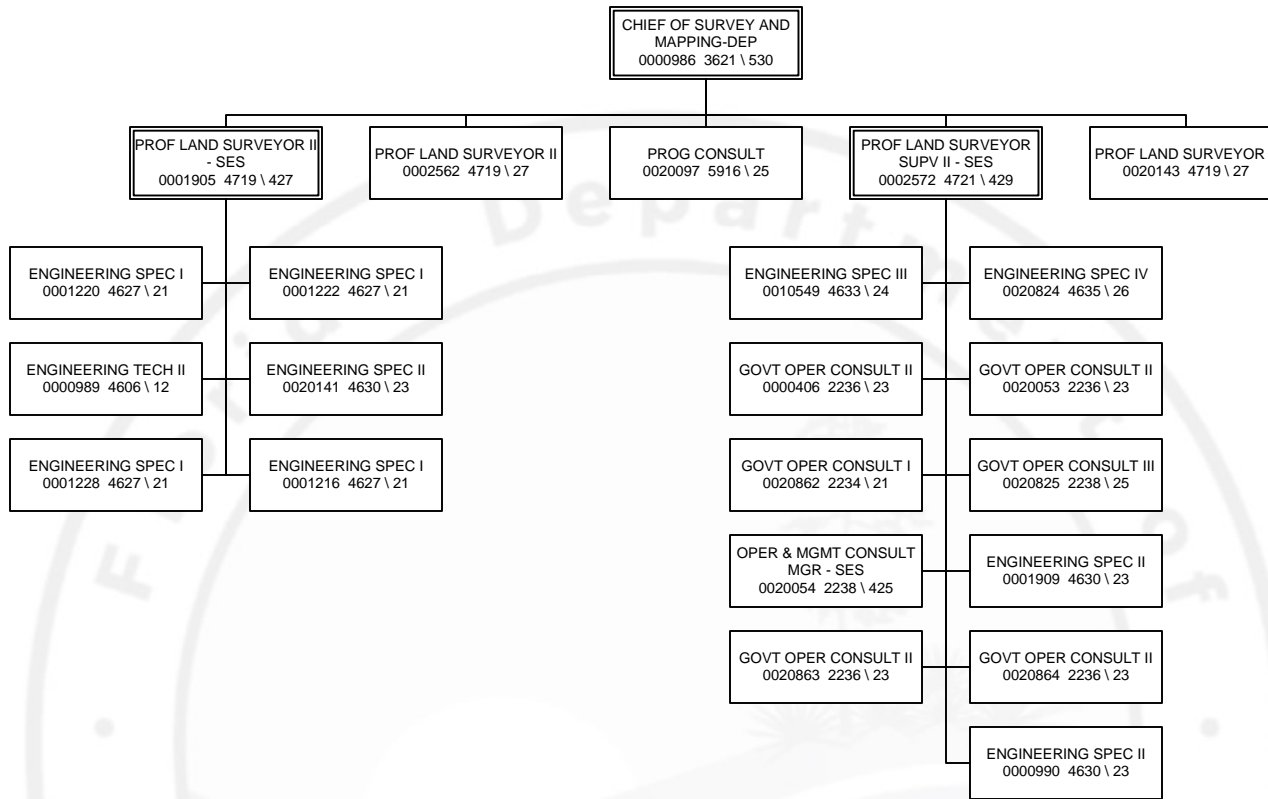 CHIEF OF SURVEY AND
MAPPING-DEP
0000986 3621 \ 530
PROF LAND SURVEYOR II
- SES
0001905 4719 \ 427
PROF LAND SURVEYOR II
0002562 4719 \ 27
PROG CONSULT
0020097 5916 \ 25
PROF LAND SURVEYOR
SUPV II - SES
0002572 4721 \ 429
PROF LAND SURVEYOR
0020143 4719 \ 27
ENGINEERING SPEC I
0001220 4627 \ 21
ENGINEERING SPEC I
0001222 4627 \ 21
ENGINEERING TECH II
0000989 4606 \ 12
ENGINEERING SPEC II
0020141 4630 \ 23
ENGINEERING SPEC I
0001228 4627 \ 21
ENGINEERING SPEC I
0001216 4627 \ 21
ENGINEERING SPEC III
0010549 4633 \ 24
ENGINEERING SPEC IV
0020824 4635 \ 26
GOVT OPER CONSULT II
0000406 2236 \ 23
GOVT OPER CONSULT II
0020053 2236 \ 23
GOVT OPER CONSULT I
0020862 2234 \ 21
GOVT OPER CONSULT III
0020825 2238 \ 25
OPER & MGMT CONSULT
MGR - SES
0020054 2238 \ 425
ENGINEERING SPEC II
0001909 4630 \ 23
GOVT OPER CONSULT II
0020863 2236 \ 23
GOVT OPER CONSULT II
0020864 2236 \ 23
ENGINEERING SPEC II
0000990 4630 \ 23
Florida Department of